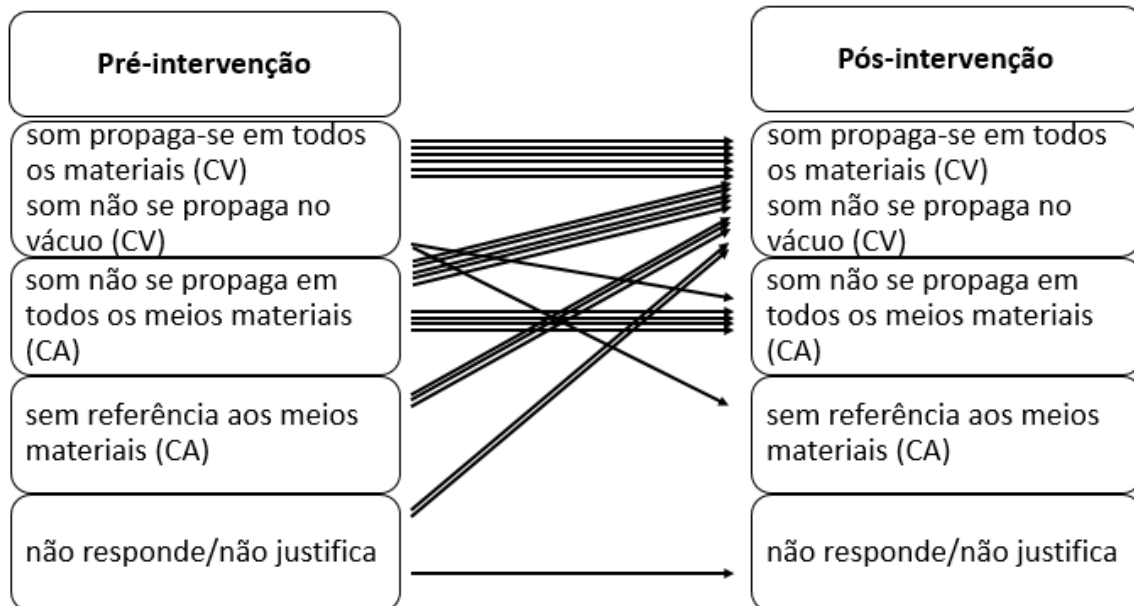 Pré-intervenção
som propaga-se em todos
os materiais (CV)
som não se propaga no
vácuo (CV)
som não se propaga em
todos os meios materiais
(CA)
sem referência aos meios
materiais (CA)
não responde/não justifica
Pós-intervenção
som propaga-se em todos
os materiais (CV)
som não se propaga no
vácuo (CV)
som não se propaga em
todos os meios materiais
(CA)
sem referência aos meios
materiais (CA)
não responde/não justifica